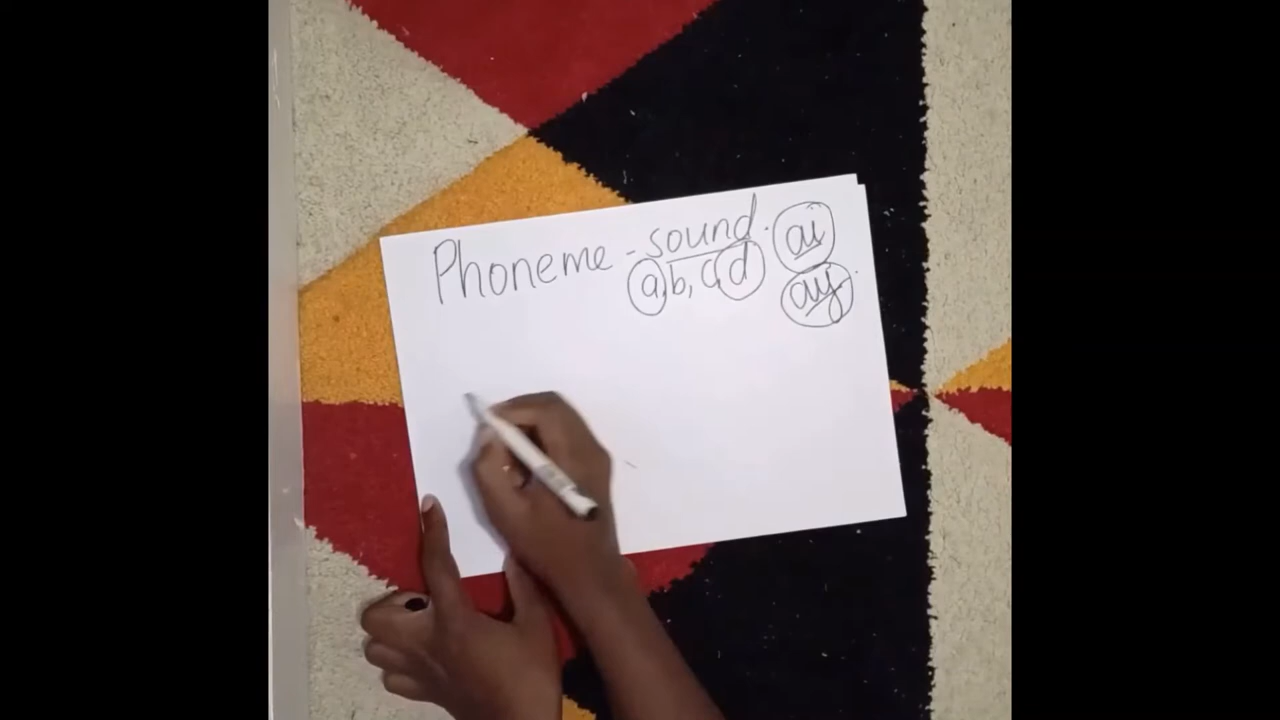 Phoneme - sound. ai
a, b, c, d ay.